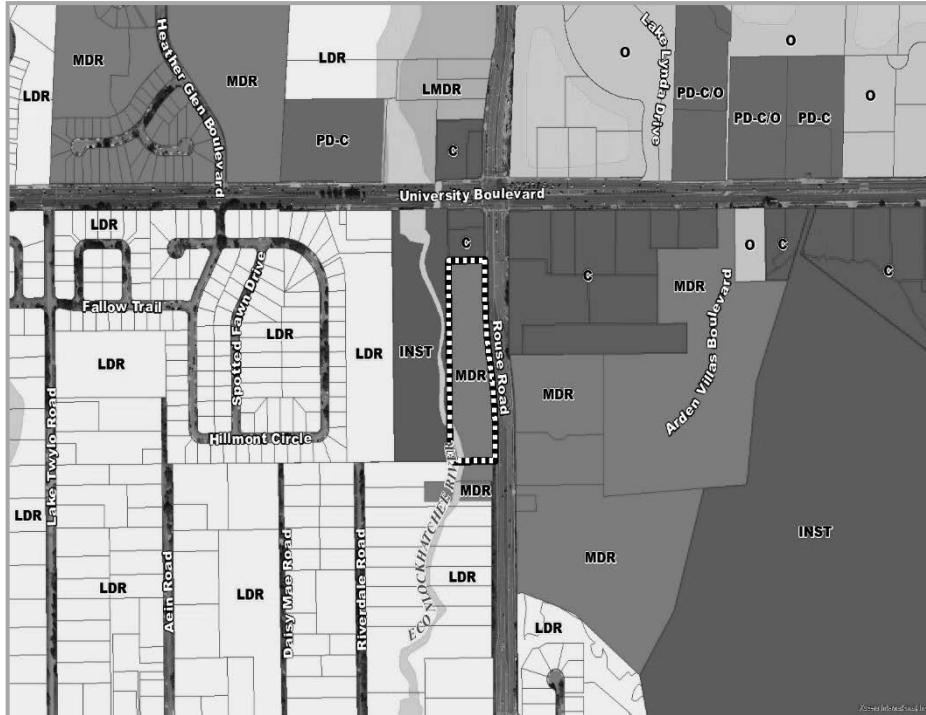 Heather Glen Boulevard
LDR
MDR
LDR
MDR
LMDR
PD-C
C
Lake Lynda Drive
O
O
PD-C/O
PD-C/O
PD-C
O
University Boulevard
LDR
Fallow Trail
LDR
Spotted Fawn Drive
LDR
LDR
Hillmont Circle
Lake Twylo Road
INST
C
MDR
Rouse Road
C
MDR
O
C
C
Arden Villas Boulevard
MDR
MDR
LDR
LDR
Aein Road
LDR
Daisy Mae Road
Riverdale Road
ECONLOCKHATCHEE RIVER
LDR
MDR
INST
LDR